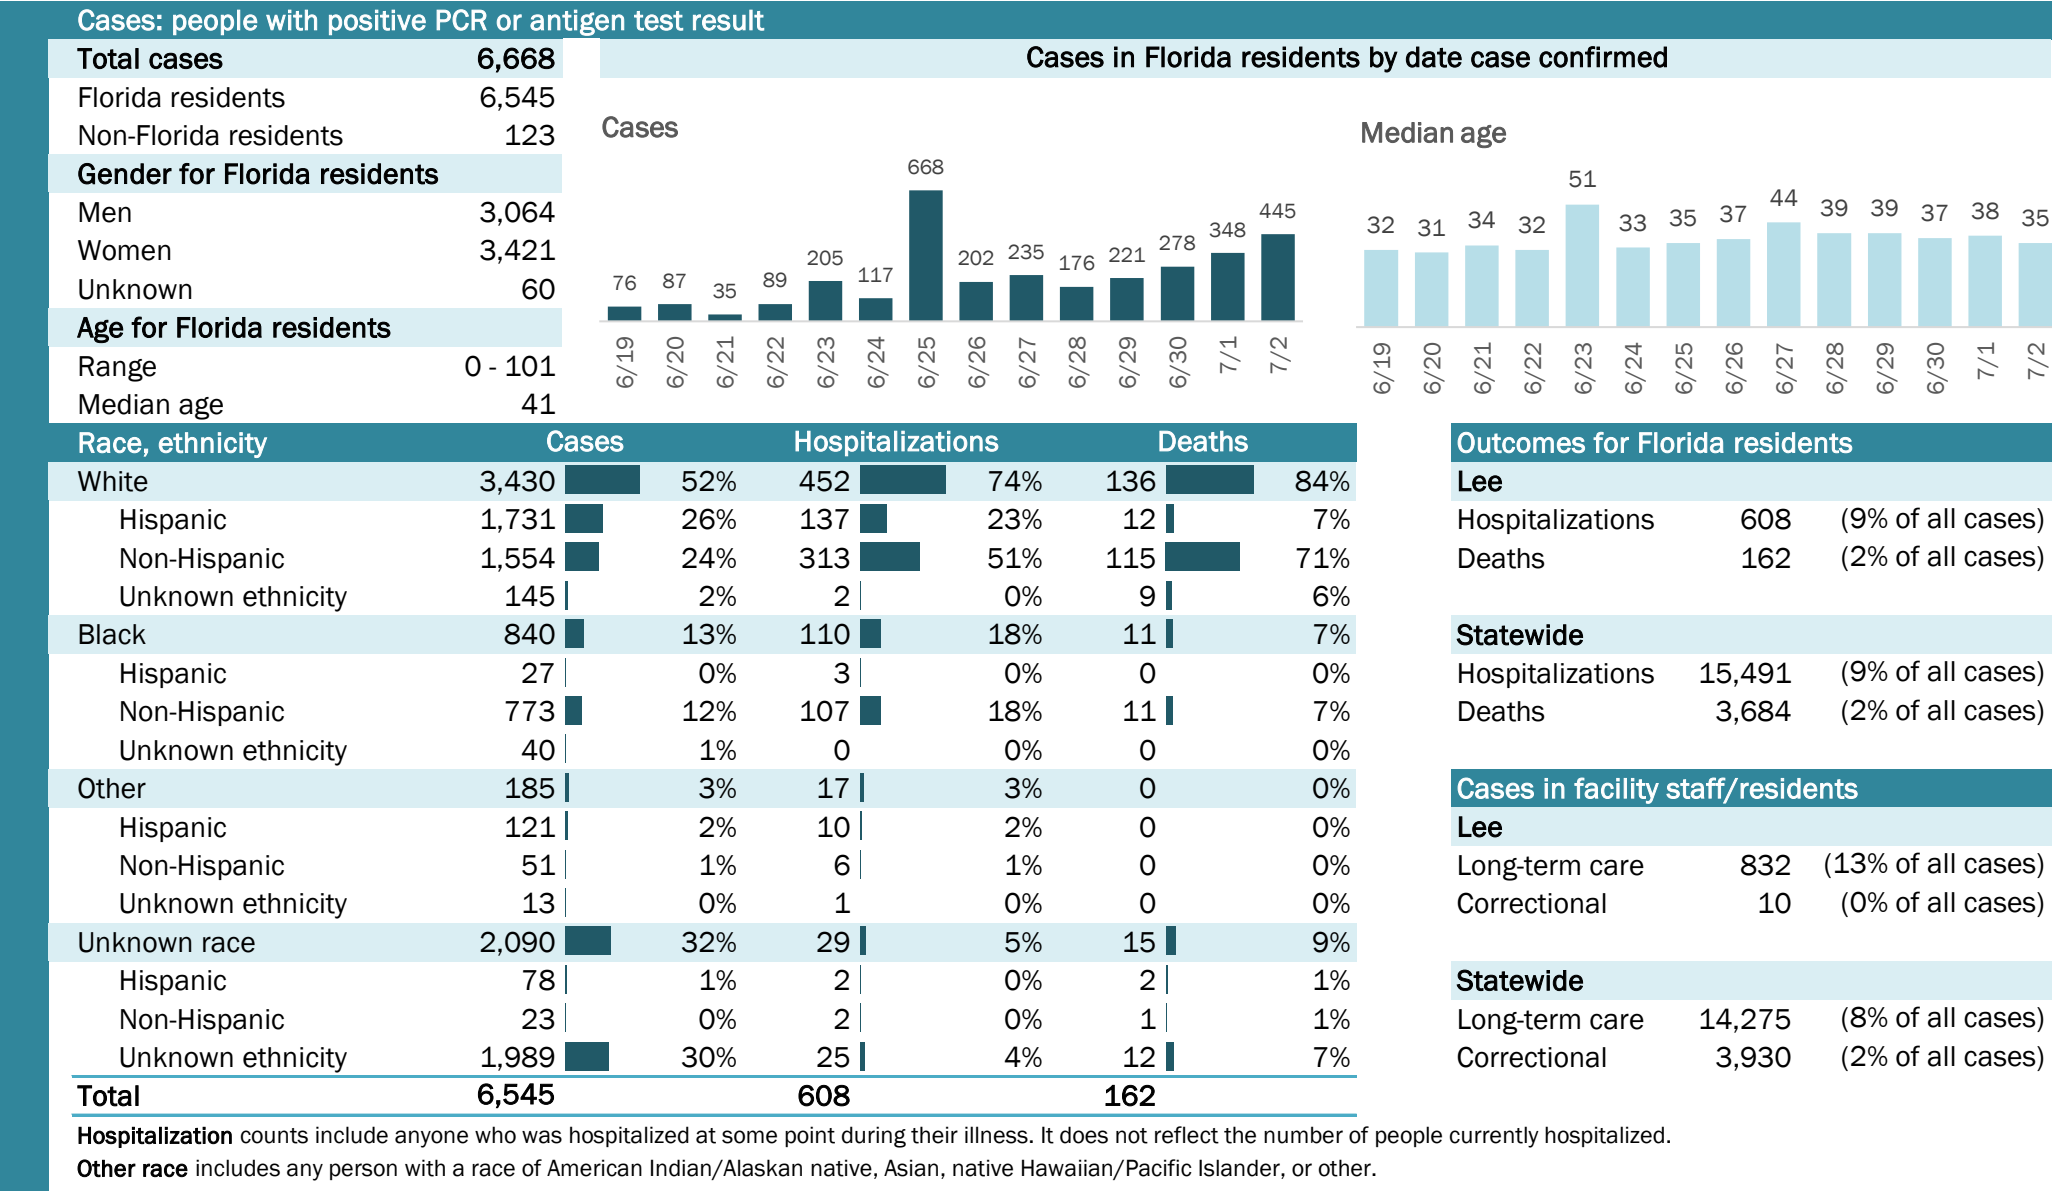 Cases: people with positive PCR or antigen test result
Total cases 6,668
Florida residents 6,545
Non-Florida residents 123
Gender for Florida residents
Men 3,064
Women 3,421
Unknown 60
Age for Florida residents
Range 0 - 101
Median age 41
Cases in Florida residents by date case confirmed
Cases
76 87 35 89 205 117 668 202 235 176 221 278 348 445
6/19 6/20 6/21 6/22 6/23 6/24 6/25 6/26 6/27 6/28 6/29 6/30 7/1 7/2
Median age
32 31 34 32 51 33 35 37 44 39 39 37 38 35
6/19 6/20 6/21 6/22 6/23 6/24 6/25 6/26 6/27 6/28 6/29 6/30 7/1 7/2
Race, ethnicity Cases Hospitalizations Deaths
White 3,430 52% 452 74% 136 84%
Hispanic 1,731 26% 137 23% 12 7%
Non-Hispanic 1,554 24% 313 51% 115 71%
Unknown ethnicity 145 2% 2 0% 9 6%
Black 840 13% 110 18% 11 7%
Hispanic 27 0% 3 0% 0 0%
Non-Hispanic 773 12% 107 18% 11 7%
Unknown ethnicity 40 1% 0 0% 0 0%
Other 185 3% 17 3% 0 0%
Hispanic 121 2% 10 2% 0 0%
Non-Hispanic 51 1% 6 1% 0 0%
Unknown ethnicity 13 0% 1 0% 0 0%
Unknown race 2,090 32% 29 5% 15 9%
Hispanic 78 1% 2 0% 2 1%
Non-Hispanic 23 0% 2 0% 1 1%
Unknown ethnicity 1,989 30% 25 4% 12 7%
Total 6,545 608 162
Outcomes for Florida residents
Lee
Hospitalizations 608 (9% of all cases)
Deaths 162 (2% of all cases)
Statewide
Hospitalizations 15,491 (9% of all cases)
Deaths 3,684 (2% of all cases)
Cases in facility staff/residents
Lee
Long-term care 832 (13% of all cases)
Correctional 10 (0% of all cases)
Statewide
Long-term care 14,275 (8% of all cases)
Correctional 3,930 (2% of all cases)
Hospitalization counts include anyone who was hospitalized at some point during their illness. It does not reflect the number of people currently hospitalized.
Other race includes any person with a race of American Indian/Alaskan native, Asian, native Hawaiian/Pacific Islander, or other.